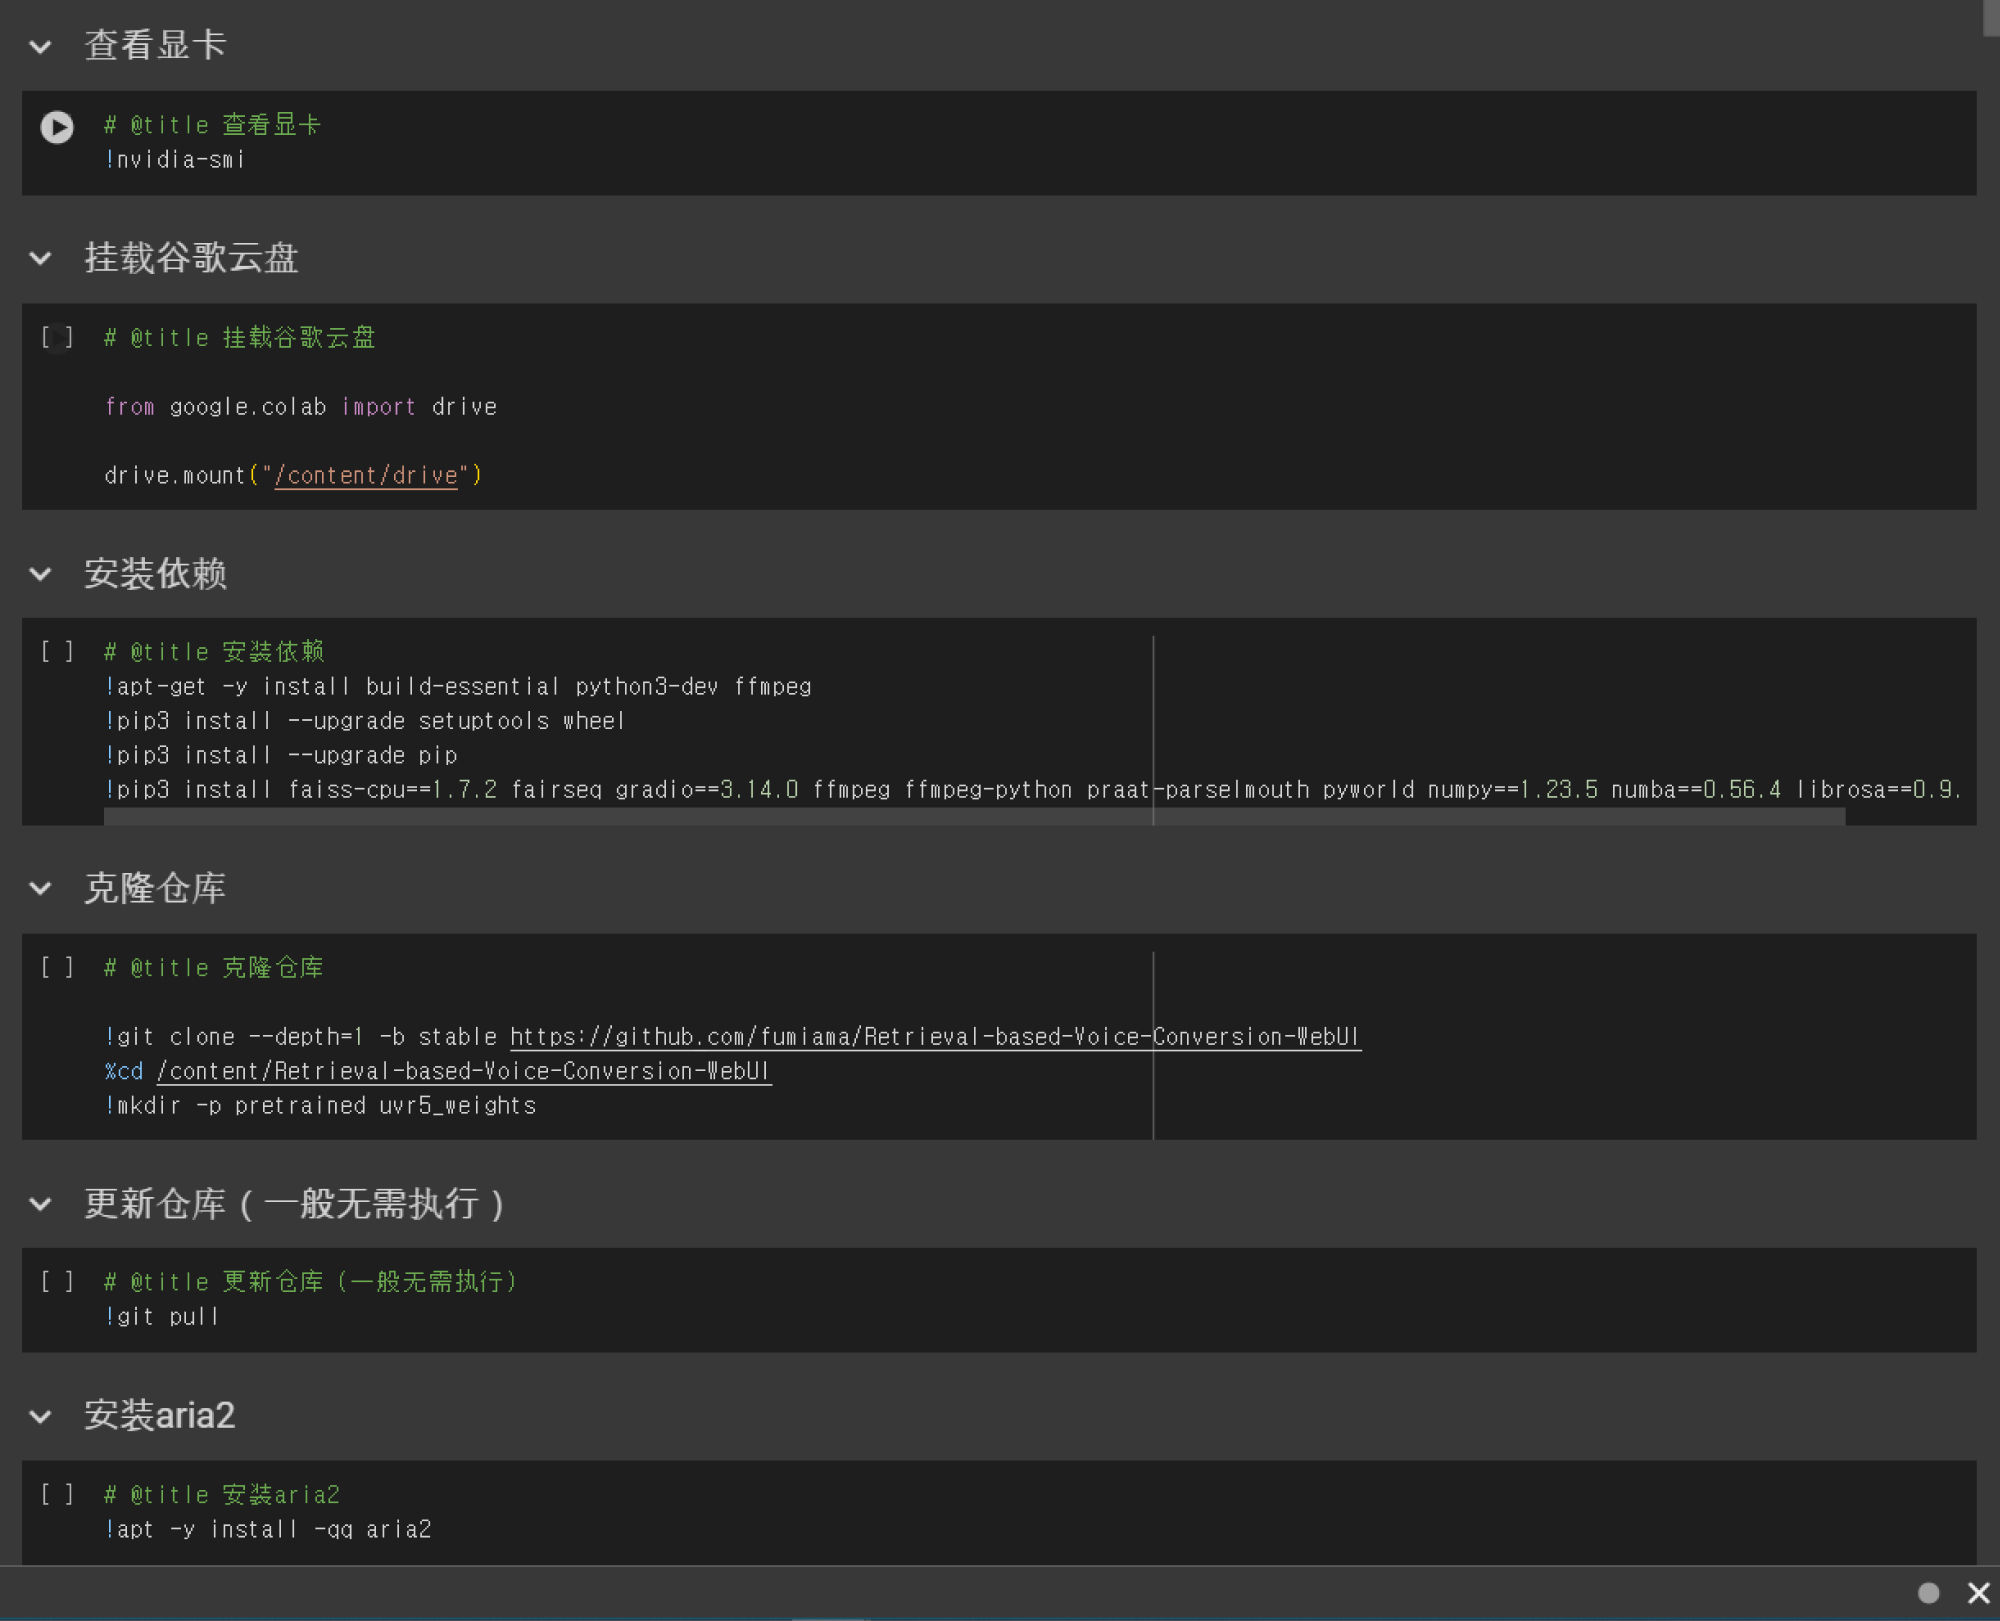 查看显卡
# @title 查看显卡
!nvidia-smi
挂载谷歌云盘
[ ] # @title 挂载谷歌云盘
from google.colab import drive
drive.mount("/content/drive")
安装依赖
[ ] # @title 安装依赖
!apt-get -y install build-essential python3-dev ffmpeg
!pip3 install --upgrade setuptools wheel
!pip3 install --upgrade pip
!pip3 install faiss-cpu==1.7.2 fairseq gradio==3.14.0 ffmpeg ffmpeg-python praat-parselmouth pyworld numpy==1.23.5 numba==0.56.4 librosa==0.9.
克隆仓库
[ ] # @title 克隆仓库
!git clone --depth=1 -b stable https://github.com/fumiama/Retrieval-based-Voice-Conversion-WebUI
%cd /content/Retrieval-based-Voice-Conversion-WebUI
!mkdir -p pretrained uvr5_weights
更新仓库（一般无需执行）
[ ] # @title 更新仓库（一般无需执行）
!git pull
安装aria2
[ ] # @title 安装aria2
!apt -y install -qq aria2